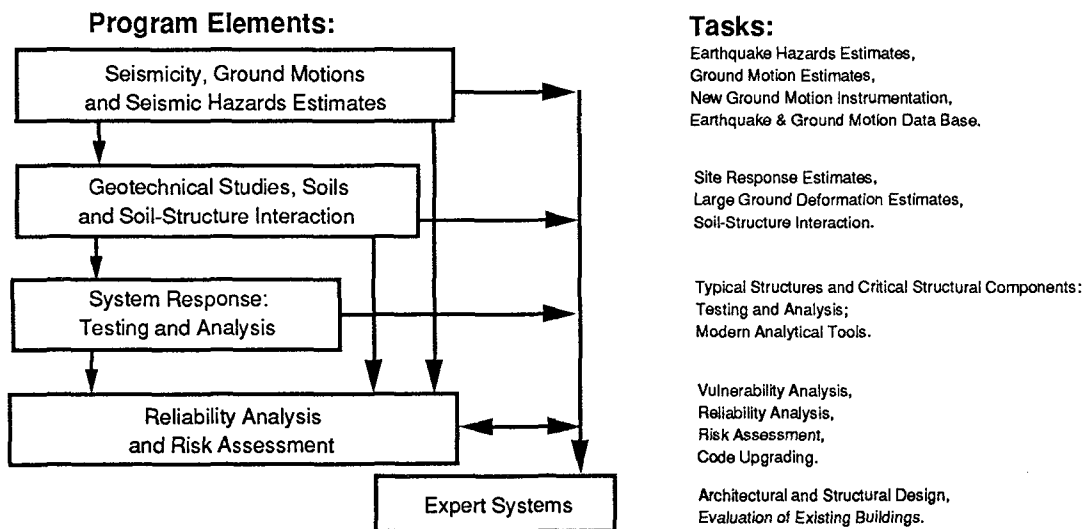 Program Elements:
Seismicity, Ground Motions
and Seismic Hazards Estimates
Geotechnical Studies, Soils
and Soil-Structure Interaction
System Response:
Testing and Analysis
Reliability Analysis
and Risk Assessment
Expert Systems
Tasks:
Earthquake Hazards Estimates,
Ground Motion Estimates,
New Ground Motion Instrumentation,
Earthquake & Ground Motion Data Base.
Site Response Estimates,
Large Ground Deformation Estimates,
Soil-Structure Interaction.
Typical Structures and Critical Structural Components:
Testing and Analysis;
Modern Analytical Tools.
Vulnerability Analysis,
Reliability Analysis,
Risk Assessment,
Code Upgrading.
Architectural and Structural Design,
Evaluation of Existing Buildings.